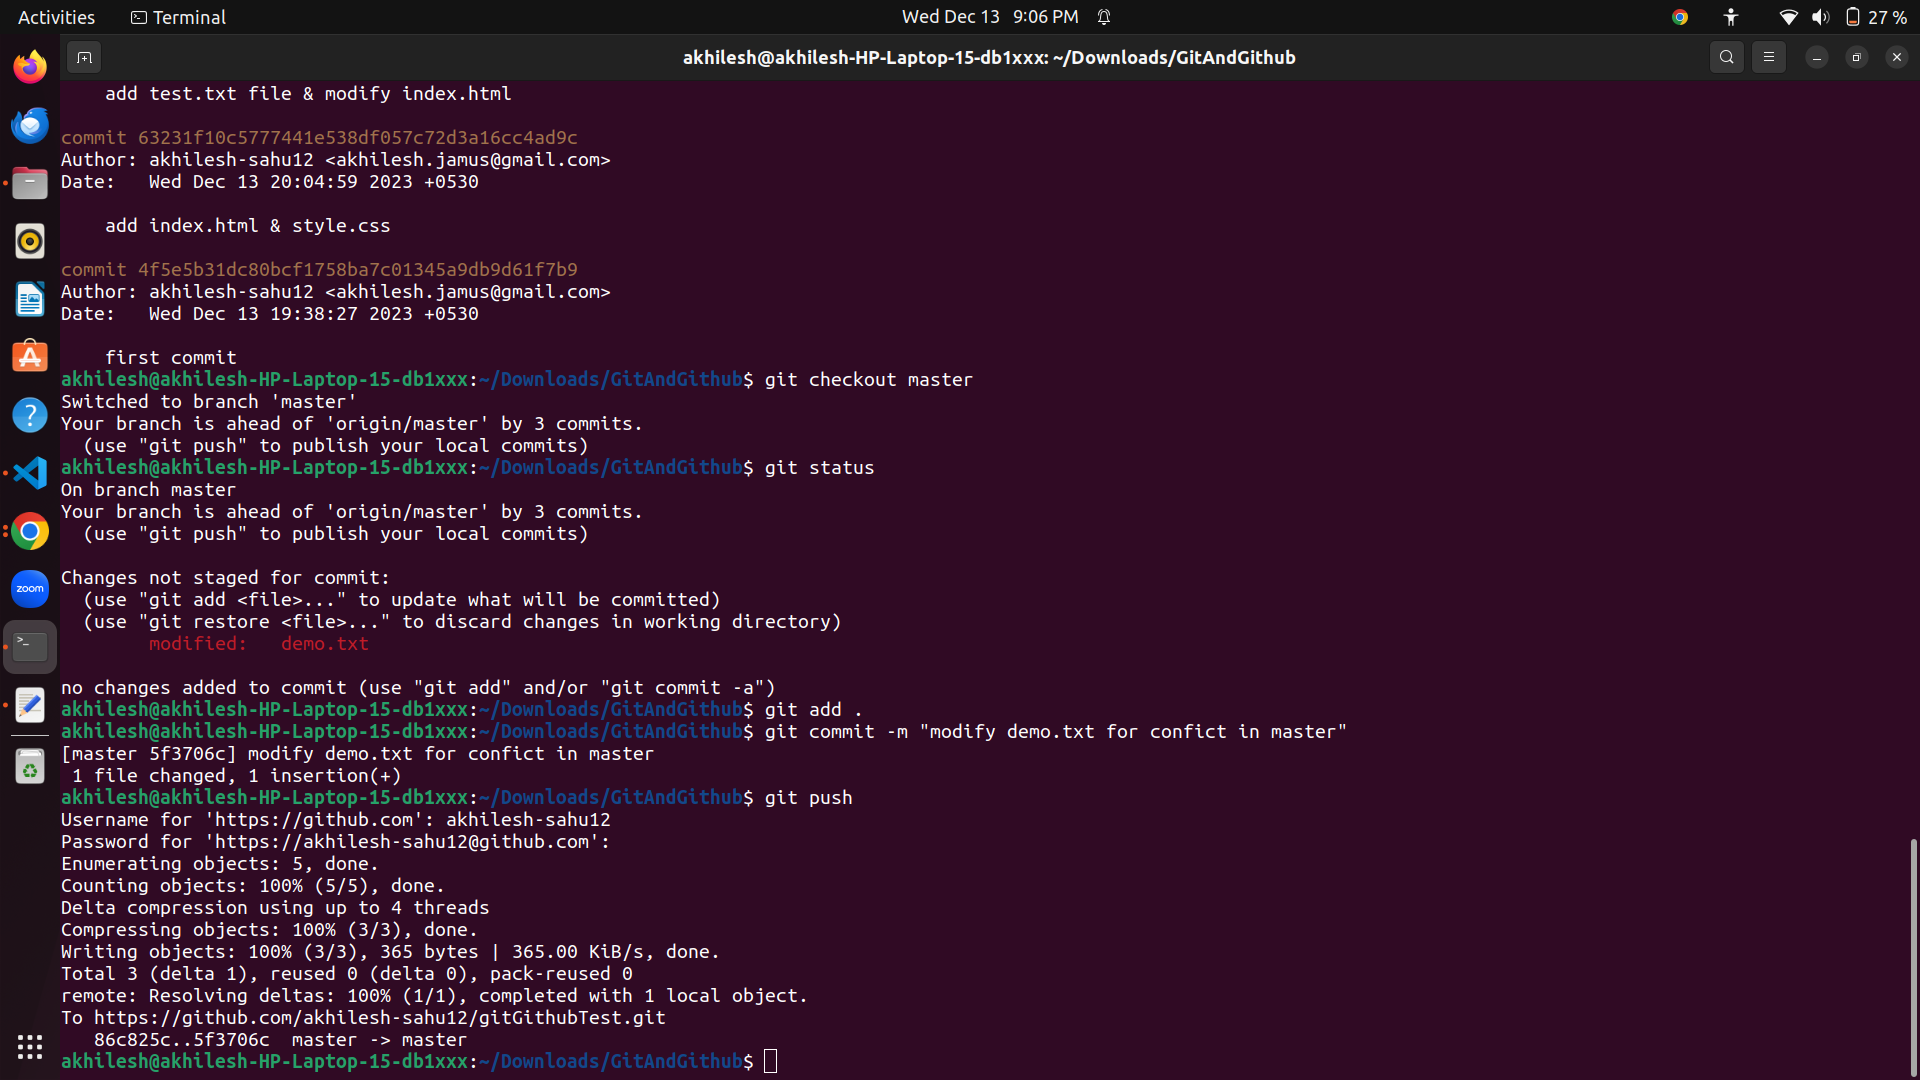 Activities
Terminal
Wed Dec 13 9:06 PM
27 %
akhilesh@akhilesh-HP-Laptop-15-db1xxx: ~/Downloads/GitAndGithub
    add test.txt file & modify index.html
commit 63231f10c5777441e538df057c72d3a16cc4ad9c
Author: akhilesh-sahu12 <akhilesh.jamus@gmail.com>
Date:   Wed Dec 13 20:04:59 2023 +0530
    add index.html & style.css
commit 4f5e5b31dc80bcf1758ba7c01345a9db9d61f7b9
Author: akhilesh-sahu12 <akhilesh.jamus@gmail.com>
Date:   Wed Dec 13 19:38:27 2023 +0530
    first commit
akhilesh@akhilesh-HP-Laptop-15-db1xxx:~/Downloads/GitAndGithub$ git checkout master
Switched to branch 'master'
Your branch is ahead of 'origin/master' by 3 commits.
  (use "git push" to publish your local commits)
akhilesh@akhilesh-HP-Laptop-15-db1xxx:~/Downloads/GitAndGithub$ git status
On branch master
Your branch is ahead of 'origin/master' by 3 commits.
  (use "git push" to publish your local commits)
Changes not staged for commit:
  (use "git add <file>..." to update what will be committed)
  (use "git restore <file>..." to discard changes in working directory)
        modified:   demo.txt
no changes added to commit (use "git add" and/or "git commit -a")
akhilesh@akhilesh-HP-Laptop-15-db1xxx:~/Downloads/GitAndGithub$ git add .
akhilesh@akhilesh-HP-Laptop-15-db1xxx:~/Downloads/GitAndGithub$ git commit -m "modify demo.txt for confict in master"
[master 5f3706c] modify demo.txt for confict in master
 1 file changed, 1 insertion(+)
akhilesh@akhilesh-HP-Laptop-15-db1xxx:~/Downloads/GitAndGithub$ git push
Username for 'https://github.com': akhilesh-sahu12
Password for 'https://akhilesh-sahu12@github.com':
Enumerating objects: 5, done.
Counting objects: 100% (5/5), done.
Delta compression using up to 4 threads
Compressing objects: 100% (3/3), done.
Writing objects: 100% (3/3), 365 bytes | 365.00 KiB/s, done.
Total 3 (delta 1), reused 0 (delta 0), pack-reused 0
remote: Resolving deltas: 100% (1/1), completed with 1 local object.
To https://github.com/akhilesh-sahu12/gitGithubTest.git
   86c825c..5f3706c  master -> master
akhilesh@akhilesh-HP-Laptop-15-db1xxx:~/Downloads/GitAndGithub$
zoom